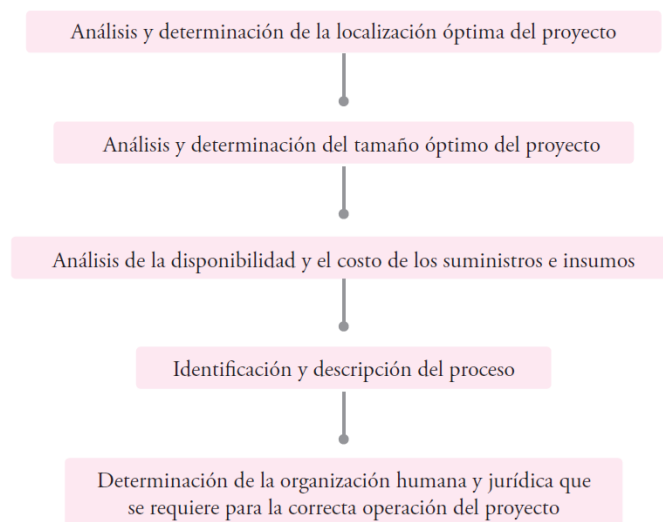 Análisis y determinación de la localización óptima del proyecto
Análisis y determinación del tamaño óptimo del proyecto
Análisis de la disponibilidad y el costo de los suministros e insumos
Identificación y descripción del proceso
Determinación de la organización humana y jurídica que
se requiere para la correcta operación del proyecto